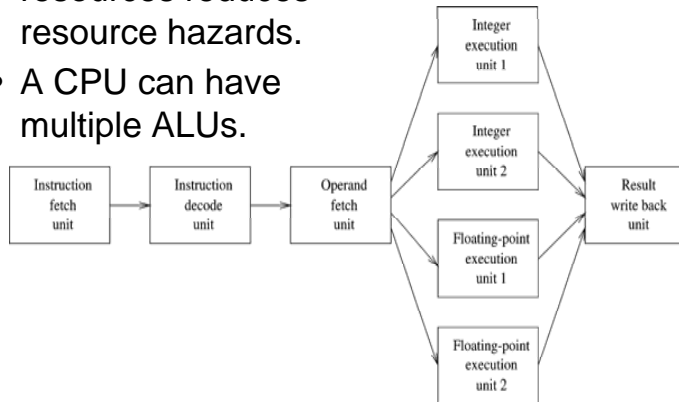 resources reduces
resource hazards.
• A CPU can have
multiple ALUs.
Instruction
fetch
unit
Instruction
decode
unit
Operand
fetch
unit
Integer
execution
unit 1
Integer
execution
unit 2
Floating-point
execution
unit 1
Floating-point
execution
unit 2
Result
write back
unit